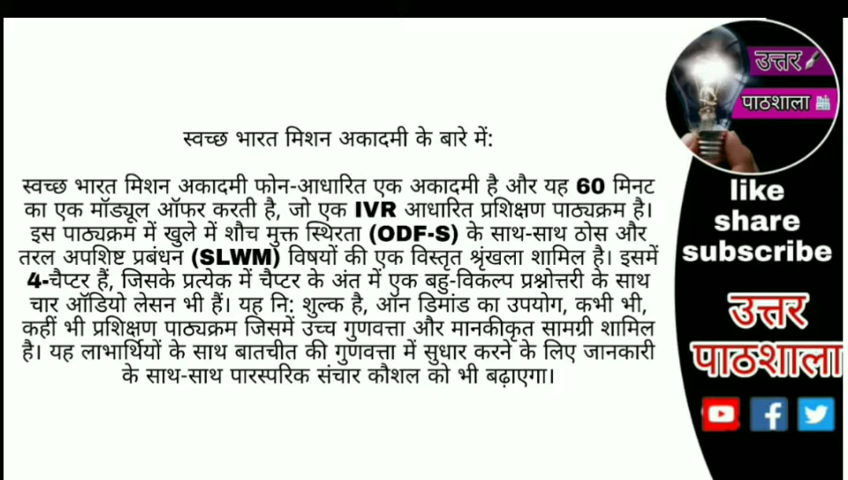 स्वच्छ भारत मिशन अकादमी के बारे में:
स्वच्छ भारत मिशन अकादमी फोन-आधारित एक अकादमी है और यह 60 मिनट
का एक मॉड्यूल ऑफर करती है, जो एक IVR आधारित प्रशिक्षण पाठ्यक्रम है।
इस पाठ्यक्रम में खुले में शौच मुक्त स्थिरता (ODF-S) के साथ-साथ ठोस और
तरल अपशिष्ट प्रबंधन (SLWM) विषयों की एक विस्तृत श्रृंखला शामिल है। इसमें
4-चैप्टर हैं, जिसके प्रत्येक में चैप्टर के अंत में एक बहु-विकल्प प्रश्नोत्तरी के साथ
चार ऑडियो लेसन भी हैं। यह नि: शुल्क है, ऑन डिमांड का उपयोग, कभी भी,
कहीं भी प्रशिक्षण पाठ्यक्रम जिसमें उच्च गुणवत्ता और मानकीकृत सामग्री शामिल
है। यह लाभार्थियों के साथ बातचीत की गुणवत्ता में सुधार करने के लिए जानकारी
के साथ-साथ पारस्परिक संचार कौशल को भी बढ़ाएगा।
उत्तर
पाठशाला
like
share
subscribe
उत्तर
पाठशाला